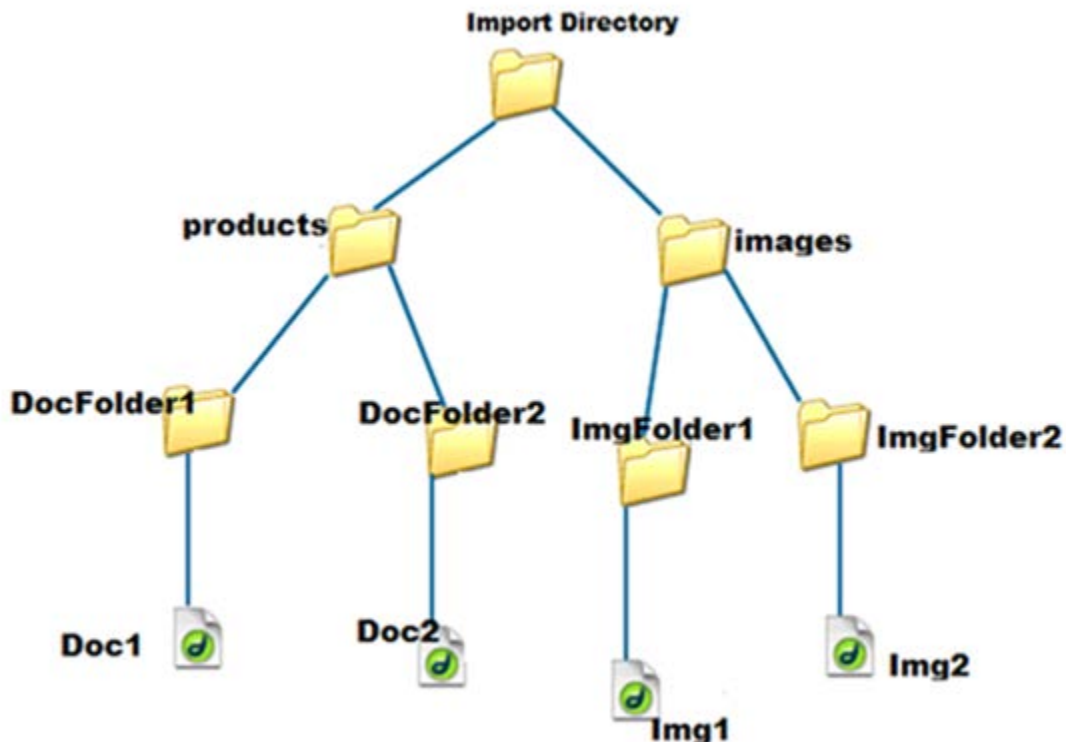 Import Directory
products
images
DocFolder1
DocFolder2
ImgFolder1
ImgFolder2
Doc1
Doc2
Img1
Img2